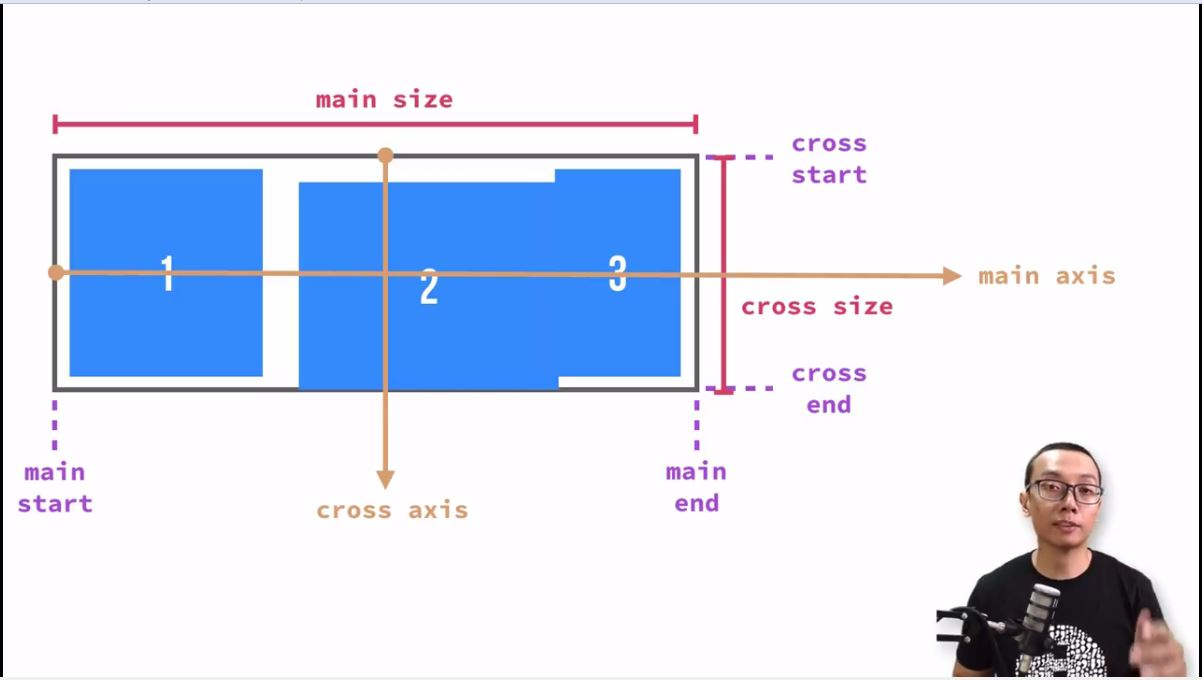 main size
cross
start
1
2
3
main axis
cross size
cross
end
main
start
main
end
cross axis